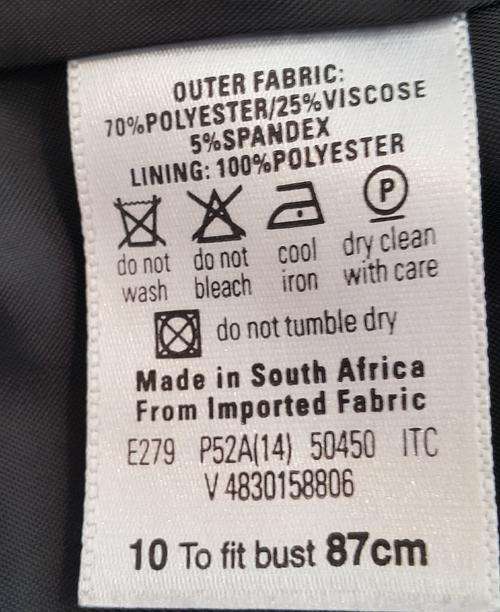 OUTER FABRIC:
70%POLYESTER/25%VISCOSE
5%SPANDEX
LINING: 100%POLYESTER
P
do not wash
do not bleach
cool iron
dry clean with care
do not tumble dry
Made in South Africa
From Imported Fabric
E279 P52A(14) 50450 ITC
V 4830158806
10 To fit bust 87cm